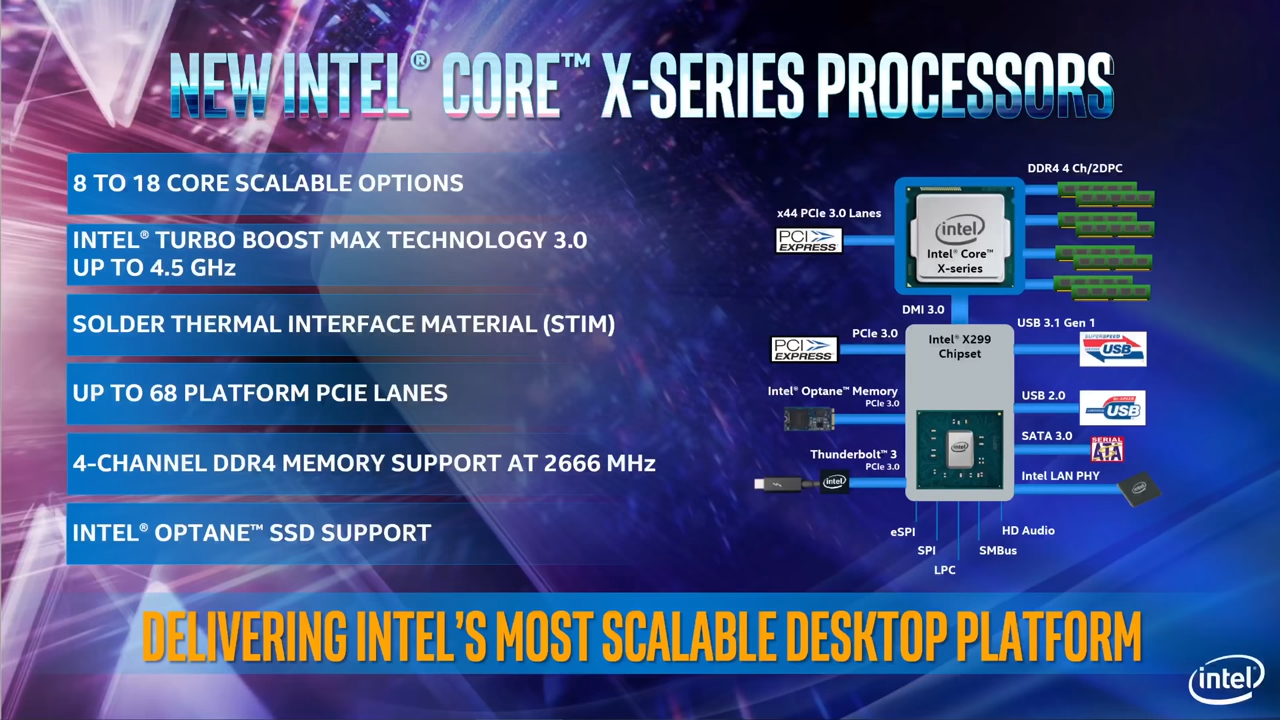 NEW INTEL® CORE™ X-SERIES PROCESSORS
8 TO 18 CORE SCALABLE OPTIONS
INTEL® TURBO BOOST MAX TECHNOLOGY 3.0
UP TO 4.5 GHz
SOLDER THERMAL INTERFACE MATERIAL (STIM)
UP TO 68 PLATFORM PCIE LANES
4-CHANNEL DDR4 MEMORY SUPPORT AT 2666 MHz
INTEL® OPTANE™ SSD SUPPORT
DDR4 4 Ch/2DPC
x44 PCIe 3.0 Lanes
PCI
EXPRESS®
intel
Intel® Core™
X-series
DMI 3.0
PCIe 3.0
PCI
EXPRESS®
Intel® X299
Chipset
USB 3.1 Gen 1
SUPERSPEED
USB
Intel® Optane™ Memory
PCIe 3.0
USB 2.0
HI-SPEED
CERTIFIED
USB
SATA 3.0
SERIAL
ATA
Thunderbolt™ 3
PCIe 3.0
intel
intel
Intel LAN PHY
intel
eSPI
SPI
LPC
SMBus
HD Audio
DELIVERING INTEL'S MOST SCALABLE DESKTOP PLATFORM
intel